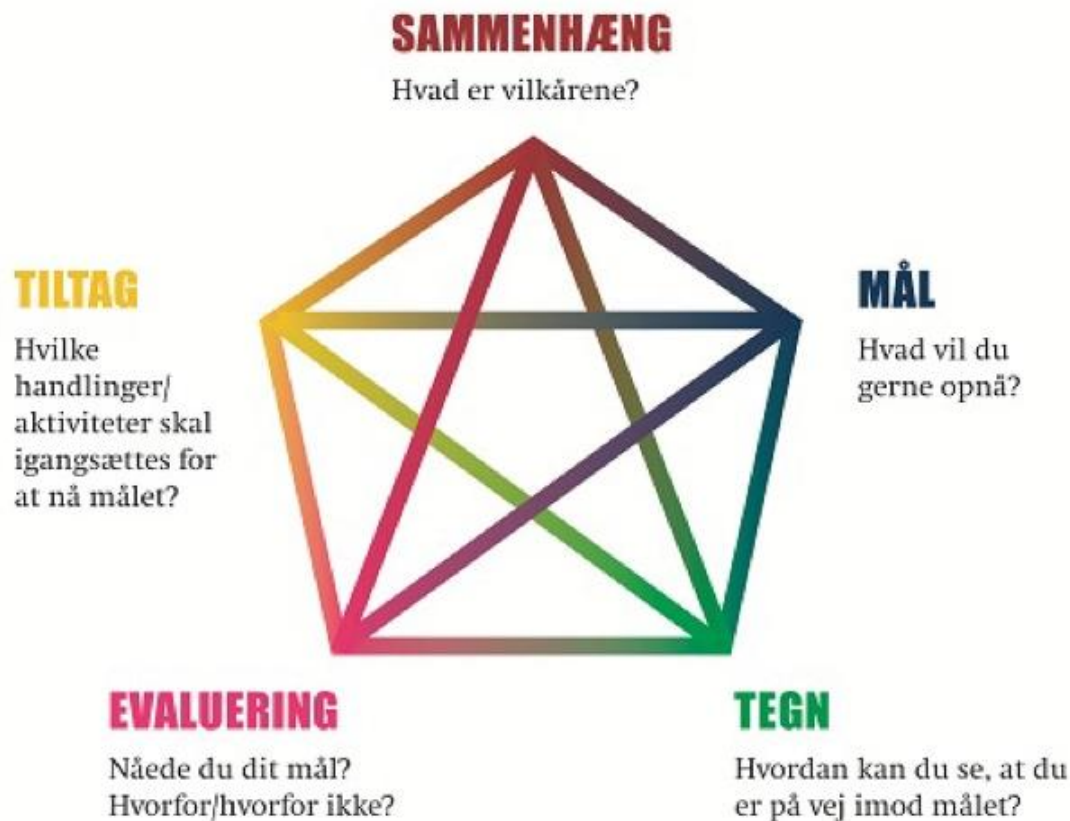 SAMMENHÆNG
Hvad er vilkårene?
TILTAG
Hvilke
handlinger/
aktiviteter skal
igangsættes for
at nå målet?
MÅL
Hvad vil du
gerne opnå?
EVALUERING
Nåede du dit mål?
Hvorfor/hvorfor ikke?
TEGN
Hvordan kan du se, at du
er på vej imod målet?